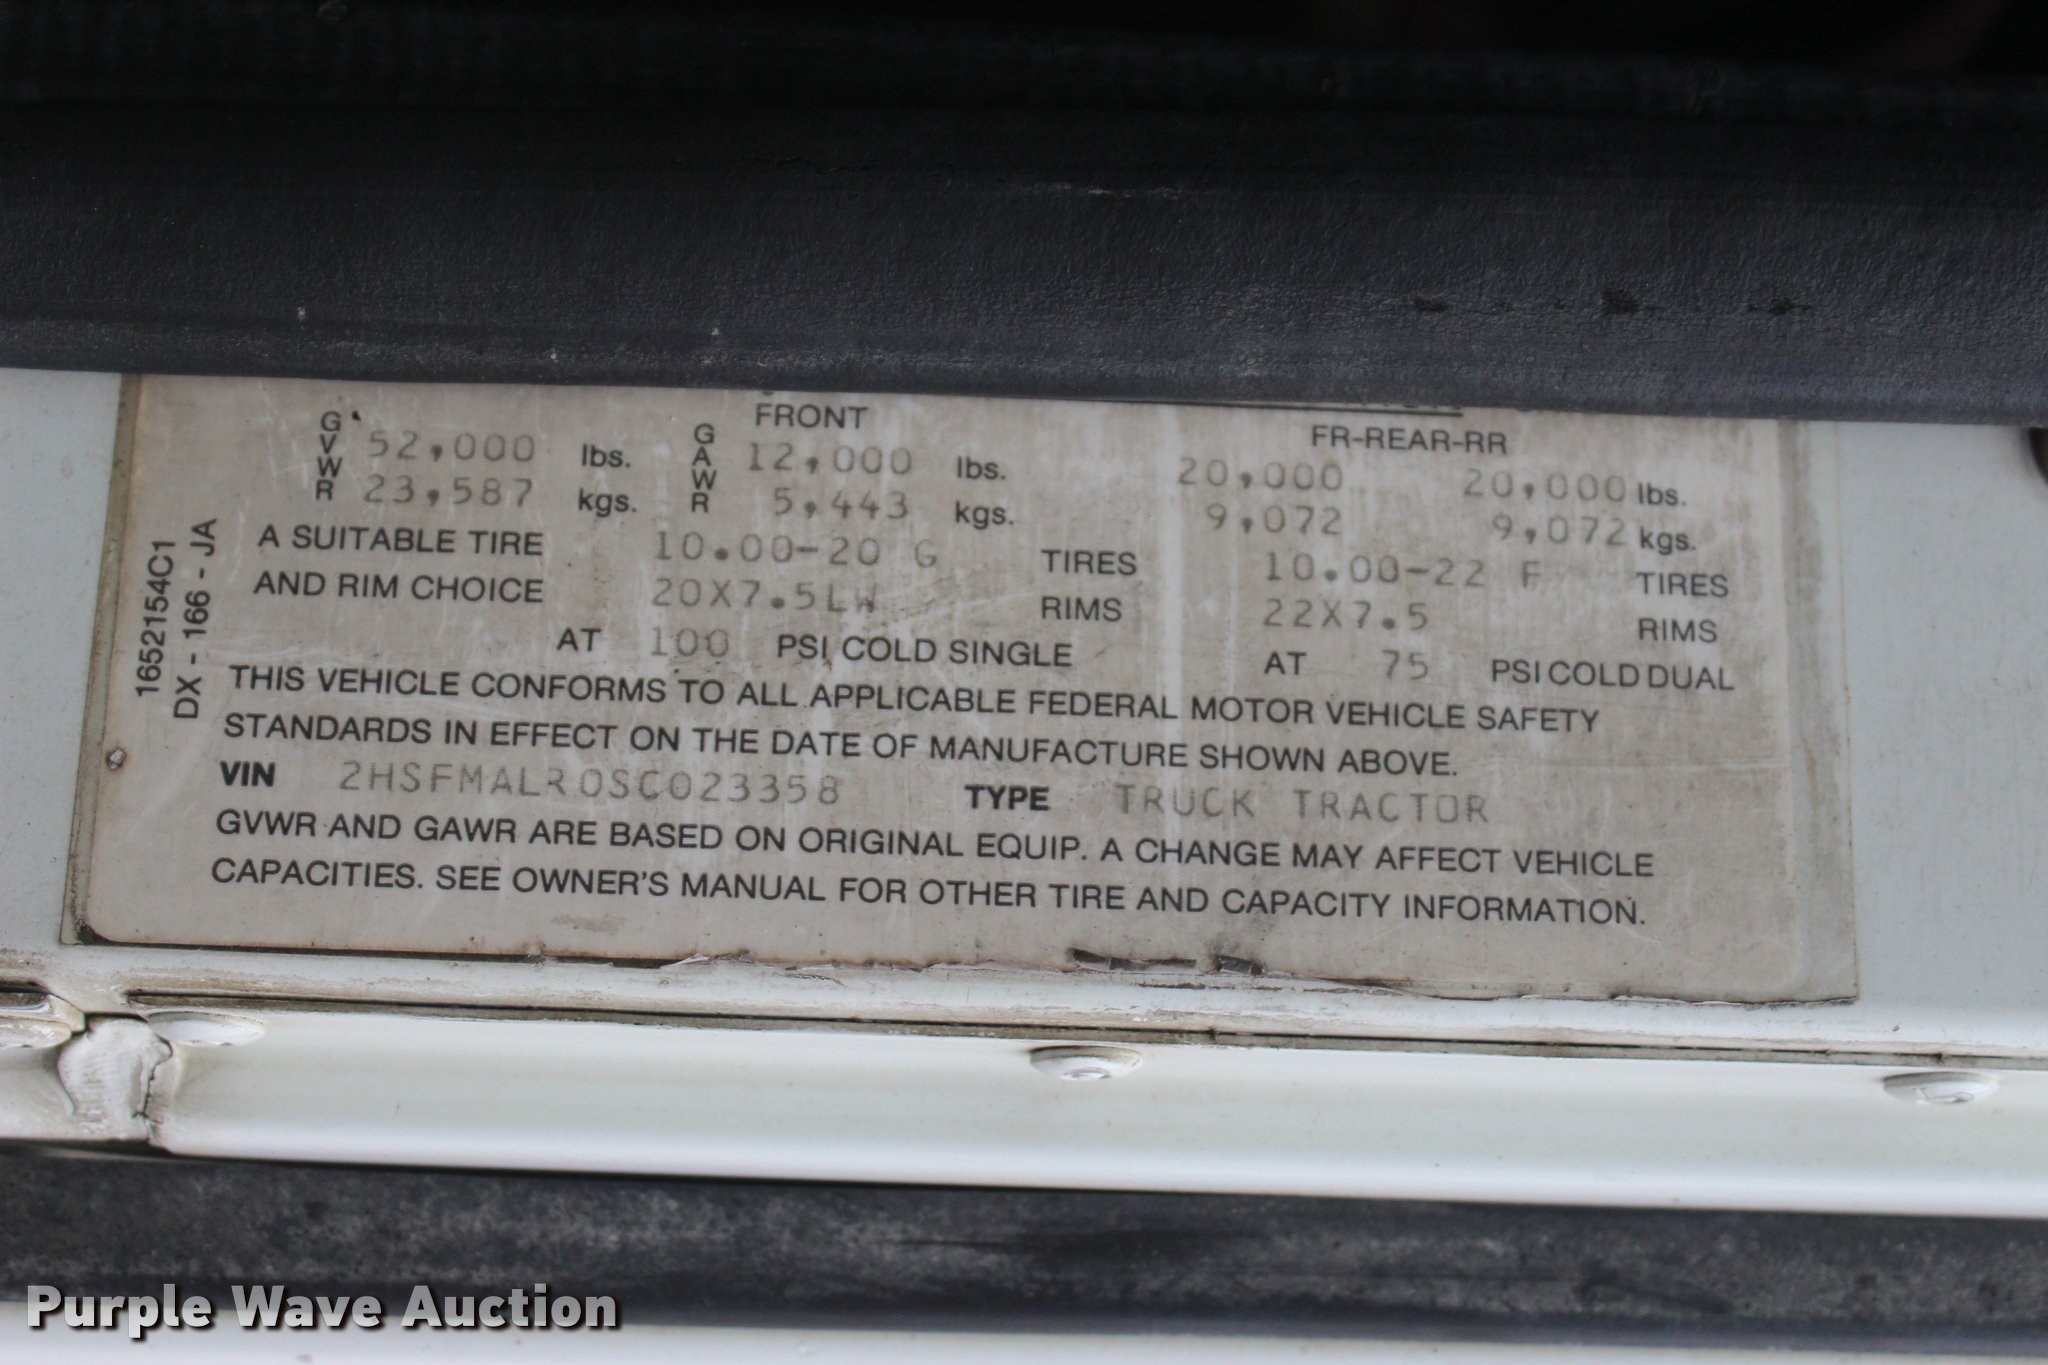 FRONT
FR-REAR-RR
GVWR 52,000 lbs. GAWR 12,000 lbs. 20,000 20,000 lbs.
23,587 kgs. 5,443 kgs. 9,072 9,072 kgs.
A SUITABLE TIRE 10.00-20 G TIRES 10.00-22 F TIRES
AND RIM CHOICE 20X7.5LW RIMS 22X7.5 RIMS
AT 100 PSI COLD SINGLE AT 75 PSI COLD DUAL
THIS VEHICLE CONFORMS TO ALL APPLICABLE FEDERAL MOTOR VEHICLE SAFETY
STANDARDS IN EFFECT ON THE DATE OF MANUFACTURE SHOWN ABOVE.
VIN 2HSFMALR0SC023358 TYPE TRUCK TRACTOR
GVWR AND GAWR ARE BASED ON ORIGINAL EQUIP. A CHANGE MAY AFFECT VEHICLE
CAPACITIES. SEE OWNER'S MANUAL FOR OTHER TIRE AND CAPACITY INFORMATION.
1652154C1
DX - 166 - JA
Purple Wave Auction